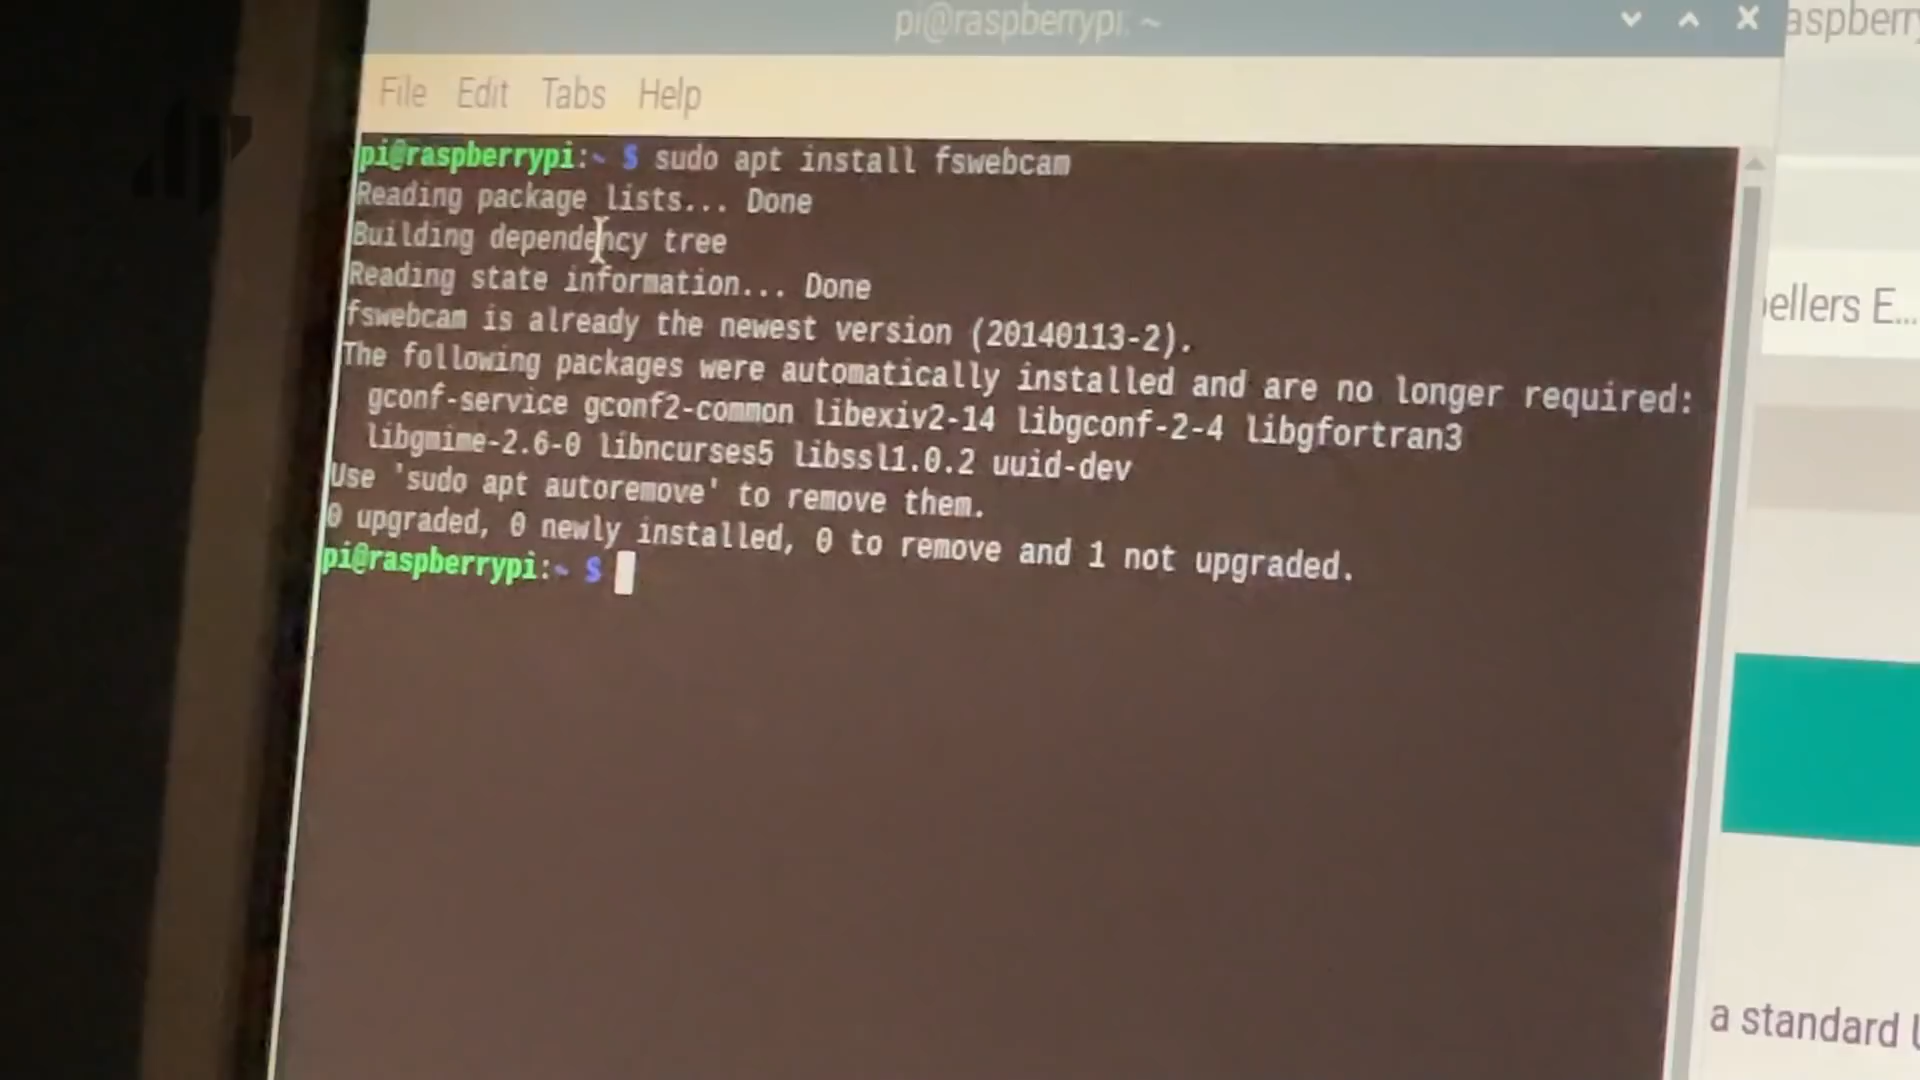 pi@raspberrypi: ~
aspberry
File Edit Tabs Help
pi@raspberrypi:~ $ sudo apt install fswebcam
Reading package lists... Done
Building dependency tree
Reading state information... Done
fswebcam is already the newest version (20140113-2).
The following packages were automatically installed and are no longer required:
gconf-service gconf2-common libexiv2-14 libgconf-2-4 libgfortran3
libgmime-2.6-0 libncurses5 libssl1.0.2 uuid-dev
Use 'sudo apt autoremove' to remove them.
0 upgraded, 0 newly installed, 0 to remove and 1 not upgraded.
pi@raspberrypi:~ $
ellers E...
a standard